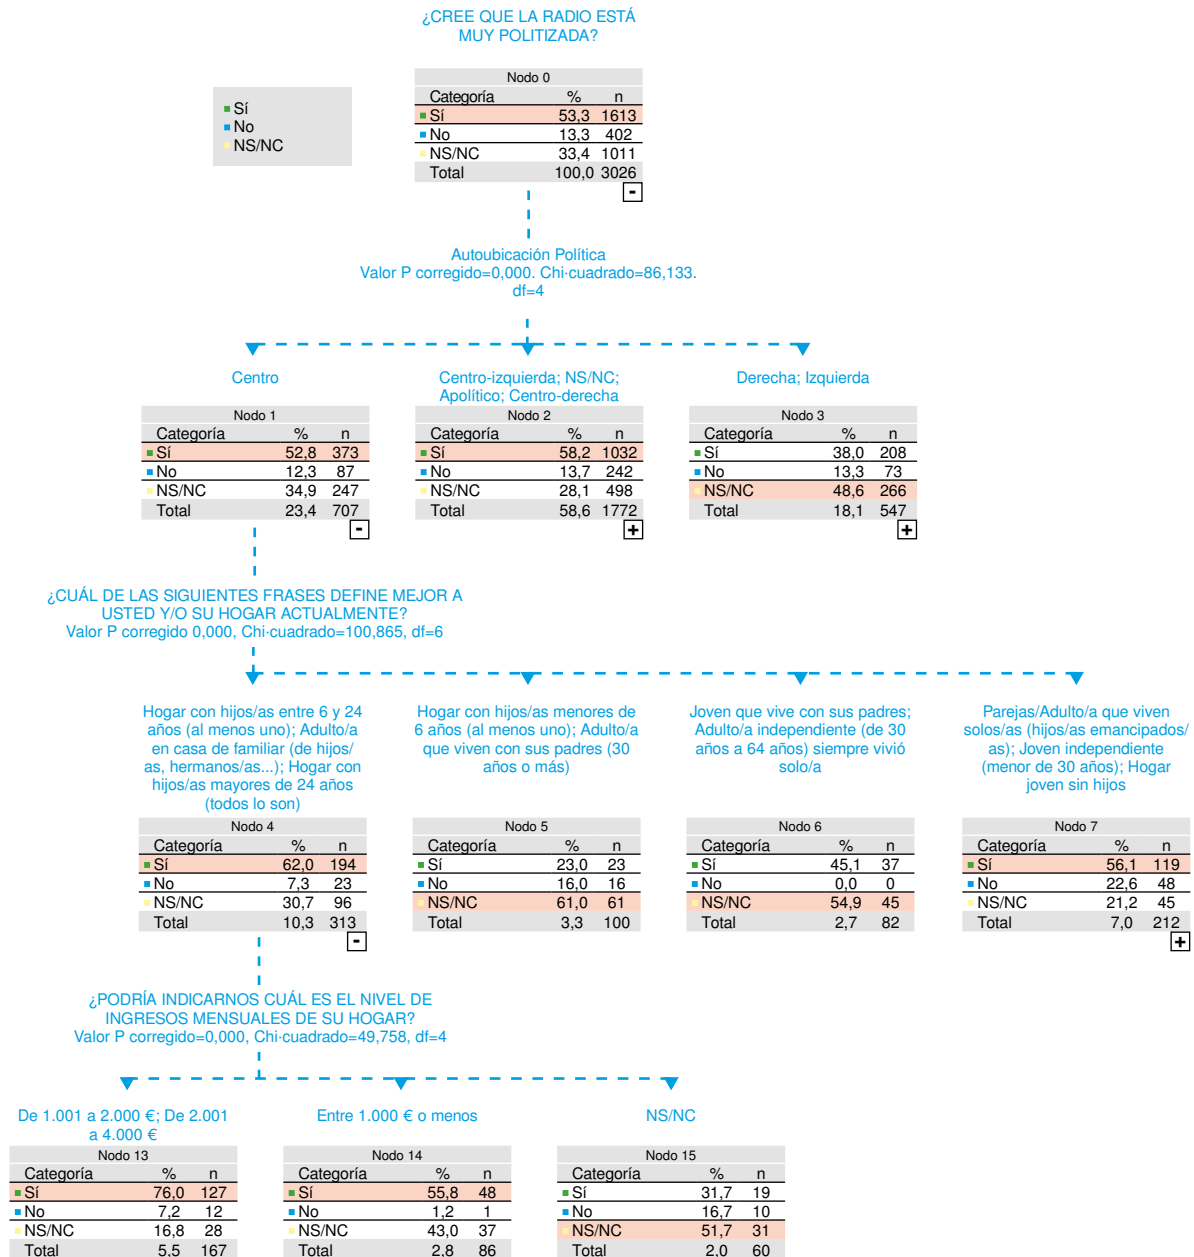 ¿CREE QUE LA RADIO ESTÁ
MUY POLITIZADA?
Sí
No
NS/NC
Nodo 0
Categoría % n
Sí 53,3 1613
No 13,3 402
NS/NC 33,4 1011
Total 100,0 3026
-
Autoubicación Política
Valor P corregido=0,000. Chi-cuadrado=86,133.
df=4
Centro
Nodo 1
Categoría % n
Sí 52,8 373
No 12,3 87
NS/NC 34,9 247
Total 23,4 707
-
Centro-izquierda; NS/NC;
Apolítico; Centro-derecha
Nodo 2
Categoría % n
Sí 58,2 1032
No 13,7 242
NS/NC 28,1 498
Total 58,6 1772
+
Derecha; Izquierda
Nodo 3
Categoría % n
Sí 38,0 208
No 13,3 73
NS/NC 48,6 266
Total 18,1 547
+
¿CUÁL DE LAS SIGUIENTES FRASES DEFINE MEJOR A
USTED Y/O SU HOGAR ACTUALMENTE?
Valor P corregido 0,000, Chi-cuadrado=100,865, df=6
Hogar con hijos/as entre 6 y 24
años (al menos uno); Adulto/a
en casa de familiar (de hijos/
as, hermanos/as...); Hogar con
hijos/as mayores de 24 años
(todos lo son)
Nodo 4
Categoría % n
Sí 62,0 194
No 7,3 23
NS/NC 30,7 96
Total 10,3 313
-
Hogar con hijos/as menores de
6 años (al menos uno); Adulto/a
que viven con sus padres (30
años o más)
Nodo 5
Categoría % n
Sí 23,0 23
No 16,0 16
NS/NC 61,0 61
Total 3,3 100
Joven que vive con sus padres;
Adulto/a independiente (de 30
años a 64 años) siempre vivió
solo/a
Nodo 6
Categoría % n
Sí 45,1 37
No 0,0 0
NS/NC 54,9 45
Total 2,7 82
Parejas/Adulto/a que viven
solos/as (hijos/as emancipados/
as); Joven independiente
(menor de 30 años); Hogar
joven sin hijos
Nodo 7
Categoría % n
Sí 56,1 119
No 22,6 48
NS/NC 21,2 45
Total 7,0 212
+
¿PODRÍA INDICARNOS CUÁL ES EL NIVEL DE
INGRESOS MENSUALES DE SU HOGAR?
Valor P corregido=0,000, Chi-cuadrado=49,758, df=4
De 1.001 a 2.000 €; De 2.001
a 4.000 €
Nodo 13
Categoría % n
Sí 76,0 127
No 7,2 12
NS/NC 16,8 28
Total 5,5 167
Entre 1.000 € o menos
Nodo 14
Categoría % n
Sí 55,8 48
No 1,2 1
NS/NC 43,0 37
Total 2,8 86
NS/NC
Nodo 15
Categoría % n
Sí 31,7 19
No 16,7 10
NS/NC 51,7 31
Total 2,0 60